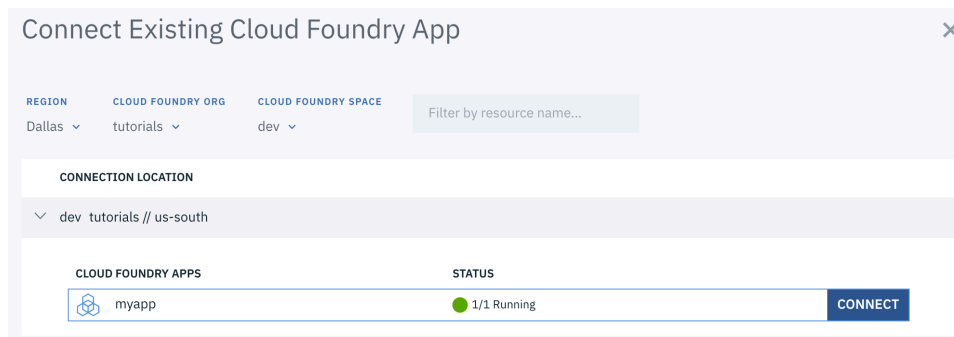 Connect Existing Cloud Foundry App
REGION CLOUD FOUNDRY ORG CLOUD FOUNDRY SPACE
Dallas tutorials dev Filter by resource name...
CONNECTION LOCATION
dev tutorials // us-south
CLOUD FOUNDRY APPS STATUS
myapp 1/1 Running CONNECT